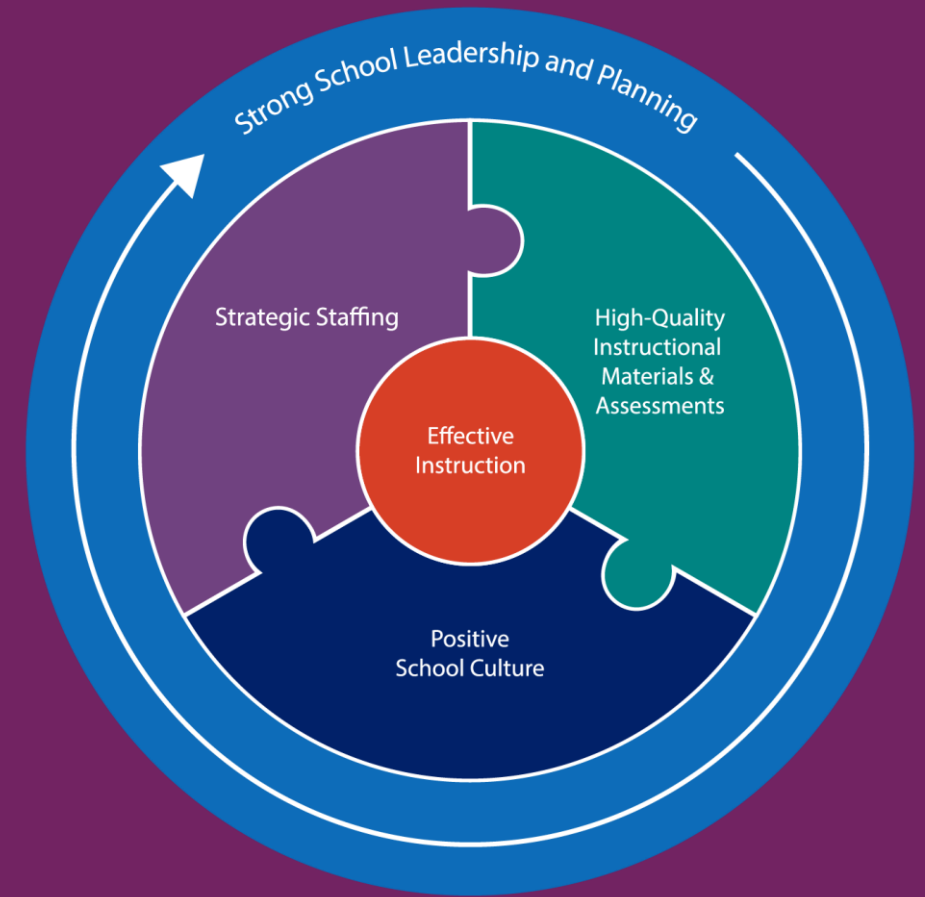 Strong School Leadership and Planning
Strategic Staffing
High-Quality
Instructional
Materials &
Assessments
Effective
Instruction
Positive
School Culture